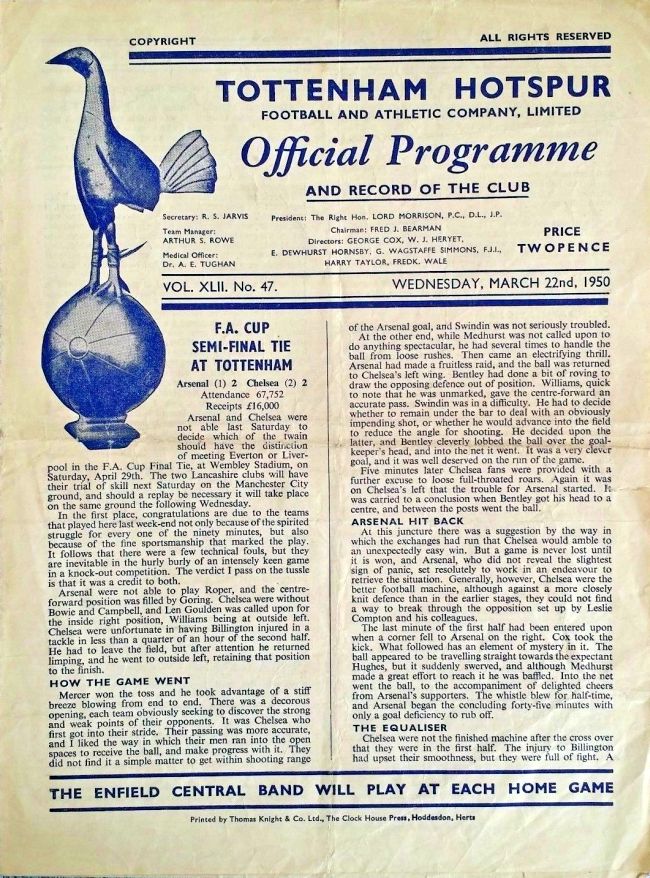 COPYRIGHT
ALL RIGHTS RESERVED
TOTTENHAM HOTSPUR
FOOTBALL AND ATHLETIC COMPANY, LIMITED
Official Programme
AND RECORD OF THE CLUB
Secretary: R. S. JARVIS
Team Manager:
ARTHUR S. ROWE
Medical Officer:
Dr. A. E. TUGHAN
President: The Right Hon. LORD MORRISON, P.C., D.L., J.P.
Chairman: FRED J. BEARMAN
Directors: GEORGE COX, W. J. HERYET,
E. DEWHURST HORNSBY, G. WAGSTAFFE SIMMONS, F.J.I.,
HARRY TAYLOR, FREDK. WALE
PRICE
TWOPENCE
VOL. XLII. No. 47.
WEDNESDAY, MARCH 22nd, 1950
F.A. CUP
SEMI-FINAL TIE
AT TOTTENHAM
Arsenal (1) 2 Chelsea (2) 2
Attendance 67,752
Receipts £16,000
Arsenal and Chelsea were
not able last Saturday to
decide which of the twain
should have the distinction
of meeting Everton or Liver-
pool in the F.A. Cup Final Tie, at Wembley Stadium, on
Saturday, April 29th. The two Lancashire clubs will have
their trial of skill next Saturday on the Manchester City
ground, and should a replay be necessary it will take place
on the same ground the following Wednesday.
In the first place, congratulations are due to the teams
that played here last week-end not only because of the spirited
struggle for every one of the ninety minutes, but also
because of the fine sportsmanship that marked the play.
It follows that there were a few technical fouls, but they
are inevitable in the hurly burly of an intensely keen game
in a knock-out competition. The verdict I pass on the tussle
is that it was a credit to both.
Arsenal were not able to play Roper, and the centre-
forward position was filled by Goring. Chelsea were without
Bowie and Campbell, and Len Goulden was called upon for
the inside right position, Williams being at outside left.
Chelsea were unfortunate in having Billington injured in a
tackle in less than a quarter of an hour of the second half.
He had to leave the field, but after attention he returned
limping, and he went to outside left, retaining that position
to the finish.
HOW THE GAME WENT
Mercer won the toss and he took advantage of a stiff
breeze blowing from end to end. There was a decorous
opening, each team obviously seeking to discover the strong
and weak points of their opponents. It was Chelsea who
first got into their stride. Their passing was more accurate,
and I liked the way in which their men ran into the open
spaces to receive the ball, and make progress with it. They
did not find it a simple matter to get within shooting range
of the Arsenal goal, and Swindin was not seriously troubled.
At the other end, while Medhurst was not called upon to
do anything spectacular, he had several times to handle the
ball from loose rushes. Then came an electrifying thrill.
Arsenal had made a fruitless raid, and the ball was returned
to Chelsea's left wing. Bentley had done a bit of roving to
draw the opposing defence out of position. Williams, quick
to note that he was unmarked, gave the centre-forward an
accurate pass. Swindin was in a difficulty. He had to decide
whether to remain under the bar to deal with an obviously
impending shot, or whether he would advance into the field
to reduce the angle for shooting. He decided upon the
latter, and Bentley cleverly lobbed the ball over the goal-
keeper's head, and into the net it went. It was a very clever
goal, and it was well deserved on the run of the game.
Five minutes later Chelsea fans were provided with a
further excuse to loose full-throated roars. Again it was
on Chelsea's left that the trouble for Arsenal started. It
was carried to a conclusion when Bentley got his head to a
centre, and between the posts went the ball.
ARSENAL HIT BACK
At this juncture there was a suggestion by the way in
which the exchanges had run that Chelsea would amble to
an unexpectedly easy win. But a game is never lost until
it is won, and Arsenal, who did not reveal the slightest
sign of panic, set resolutely to work in an endeavour to
retrieve the situation. Generally, however, Chelsea were the
better football machine, although against a more closely
knit defence than in the earlier stages, they could not find
a way to break through the opposition set up by Leslie
Compton and his colleagues.
The last minute of the first half had been entered upon
when a corner fell to Arsenal on the right. Cox took the
kick. What followed has an element of mystery in it. The
ball appeared to be travelling straight towards the expectant
Hughes, but it suddenly swerved, and although Medhurst
made a great effort to reach it he was baffled. Into the net
went the ball, to the accompaniment of delighted cheers
from Arsenal's supporters. The whistle blew for half-time,
and Arsenal began the concluding forty-five minutes with
only a goal deficiency to rub off.
THE EQUALISER
Chelsea were not the finished machine after the cross over
that they were in the first half. The injury to Billington
had upset their smoothness, but they were full of fight. A
THE ENFIELD CENTRAL BAND WILL PLAY AT EACH HOME GAME
Printed by Thomas Knight & Co. Ltd., The Clock House Press, Hoddesdon, Herts